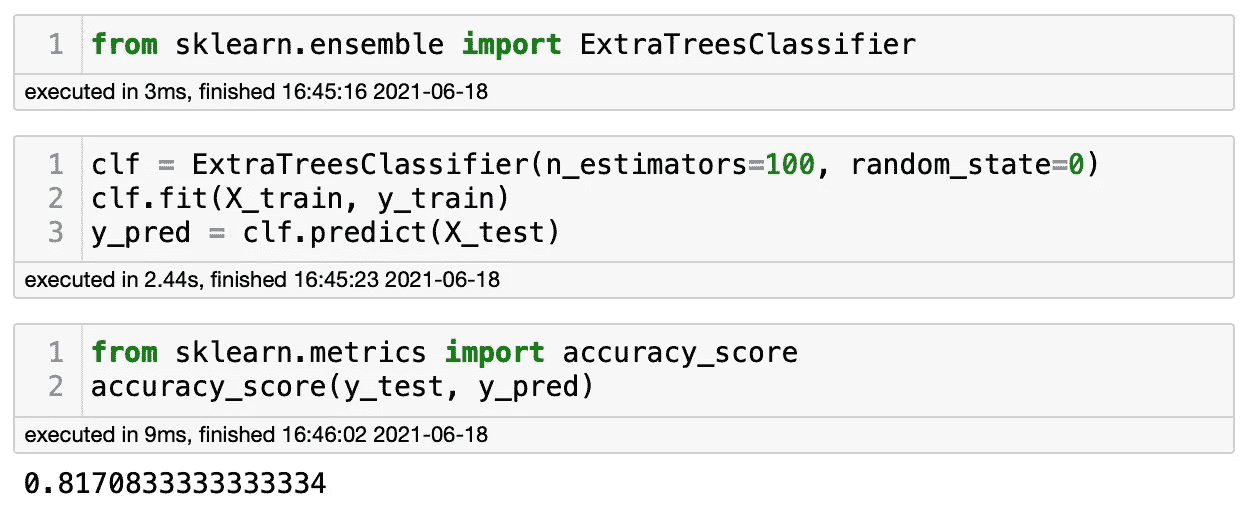 1 from sklearn.ensemble import ExtraTreesClassifier
executed in 3ms, finished 16:45:16 2021-06-18
1 clf = ExtraTreesClassifier(n_estimators=100, random_state=0)
2 clf.fit(X_train, y_train)
3 y_pred = clf.predict(X_test)
executed in 2.44s, finished 16:45:23 2021-06-18
1 from sklearn.metrics import accuracy_score
2 accuracy_score(y_test, y_pred)
executed in 9ms, finished 16:46:02 2021-06-18
0.8170833333333334